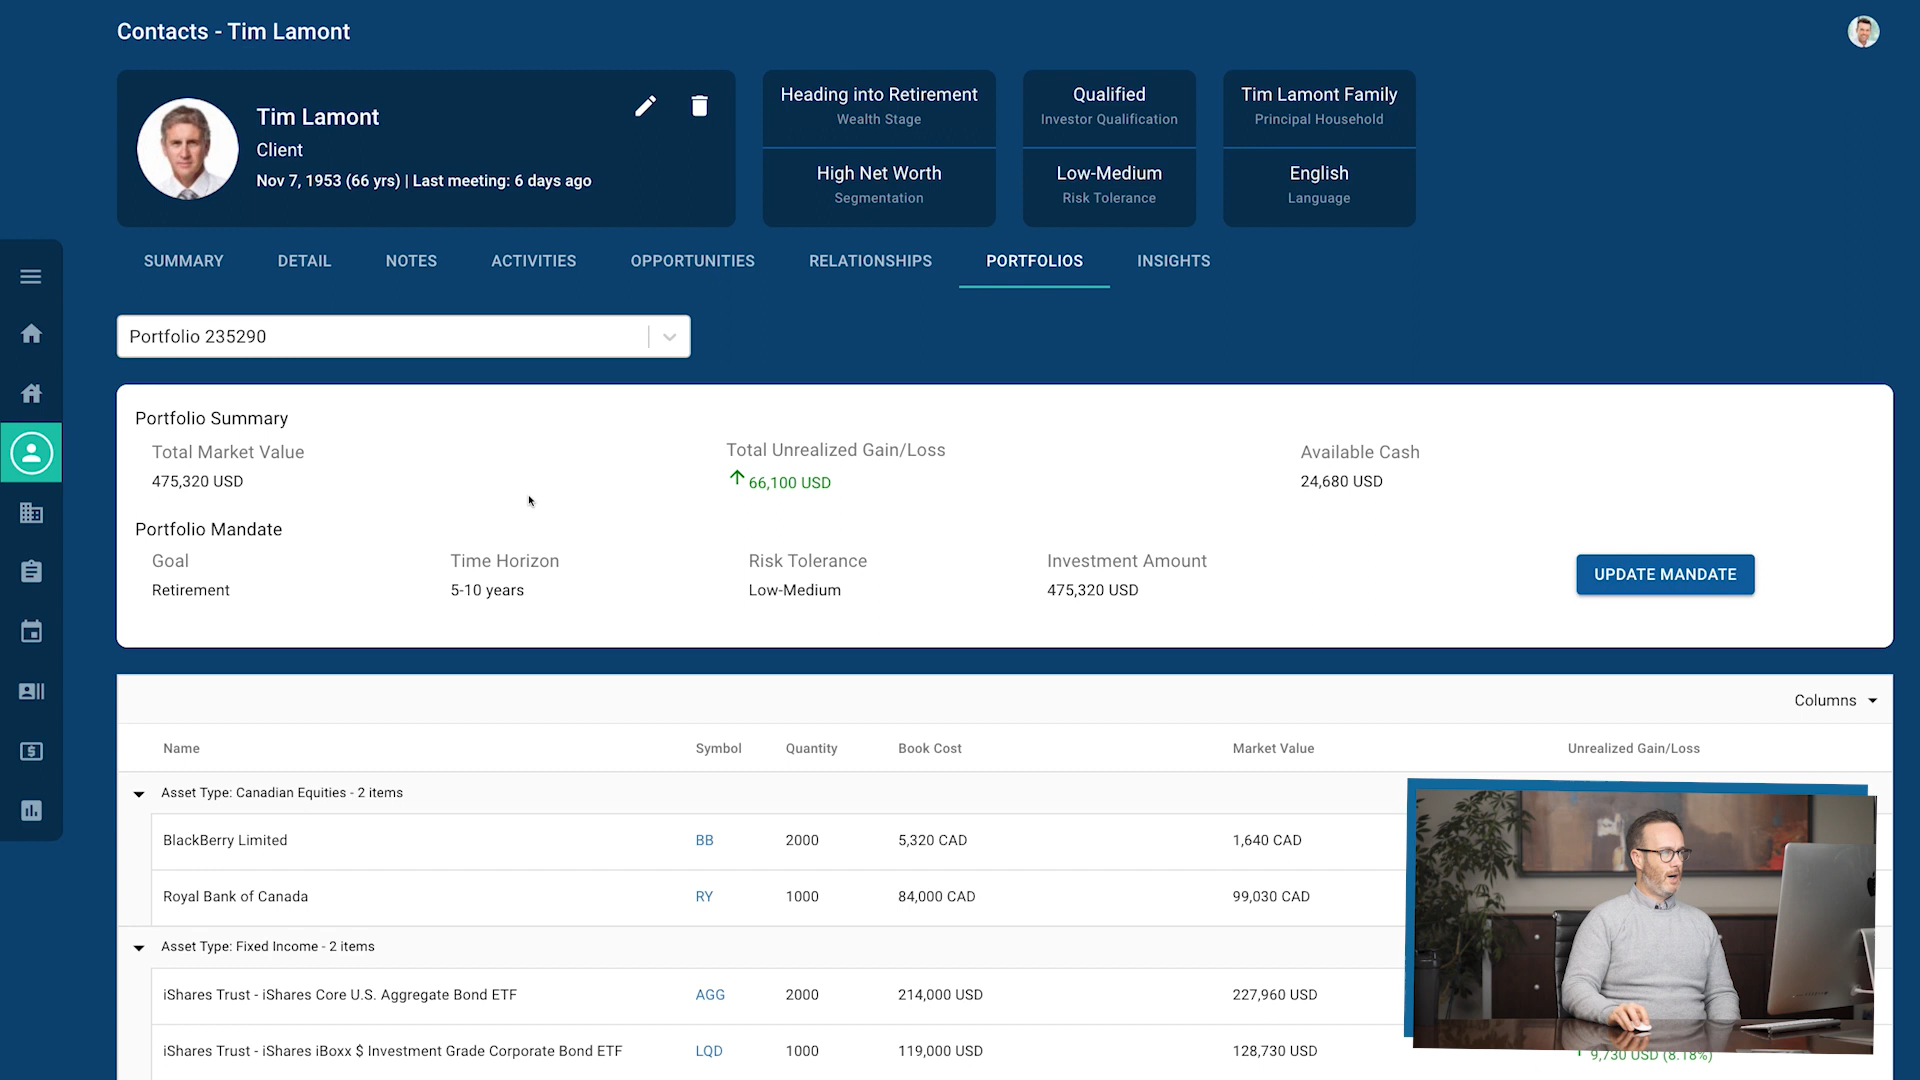 Contacts - Tim Lamont
Tim Lamont
Client
Nov 7, 1953 (66 yrs) | Last meeting: 6 days ago
Heading into Retirement
Wealth Stage
High Net Worth
Segmentation
Qualified
Investor Qualification
Low-Medium
Risk Tolerance
Tim Lamont Family
Principal Household
English
Language
SUMMARY DETAIL NOTES ACTIVITIES OPPORTUNITIES RELATIONSHIPS PORTFOLIOS INSIGHTS
Portfolio 235290
Portfolio Summary
Total Market Value Total Unrealized Gain/Loss Available Cash
475,320 USD 66,100 USD 24,680 USD
Portfolio Mandate
Goal Time Horizon Risk Tolerance Investment Amount
Retirement 5-10 years Low-Medium 475,320 USD
UPDATE MANDATE
Columns
Name Symbol Quantity Book Cost Market Value Unrealized Gain/Loss
Asset Type: Canadian Equities - 2 items
BlackBerry Limited BB 2000 5,320 CAD 1,640 CAD
Royal Bank of Canada RY 1000 84,000 CAD 99,030 CAD
Asset Type: Fixed Income - 2 items
iShares Trust - iShares Core U.S. Aggregate Bond ETF AGG 2000 214,000 USD 227,960 USD
iShares Trust - iShares iBoxx $ Investment Grade Corporate Bond ETF LQD 1000 119,000 USD 128,730 USD 9,730 USD (8.18%)